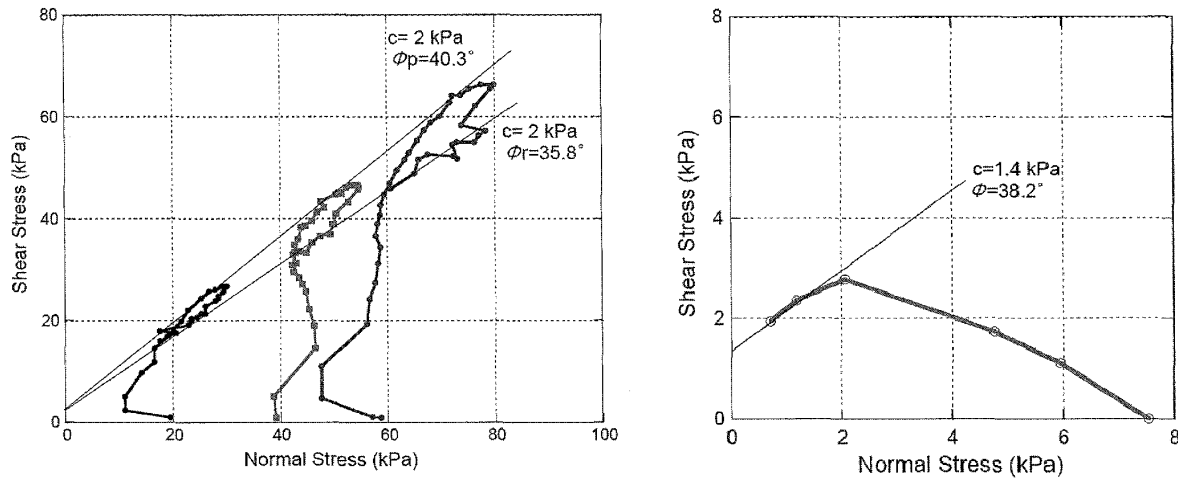 80
60
40
20
0
Shear Stress (kPa)
c= 2 kPa
Φp=40.3°
c= 2 kPa
Φr=35.8°
0 20 40 60 80 100
Normal Stress (kPa)
8
6
4
2
0
Shear Stress (kPa)
c=1.4 kPa
Φ=38.2°
0 2 4 6 8
Normal Stress (kPa)